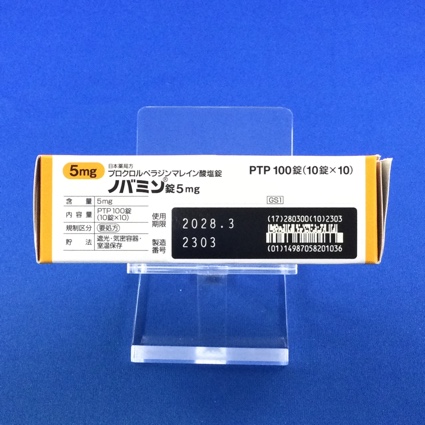 5mg
日本薬局方
プロクロルペラジンマレイン酸塩錠
ノバミン®錠5mg
PTP 100錠(10錠×10)
含量 5mg
内容量 PTP 100錠
(10錠×10)
規制区分 要処方
貯法 遮光・気密容器・
室温保存
使用
期限 2028.3
製造
番号 2303
GS1
(17)280300(10)2303
(01)14987058201036